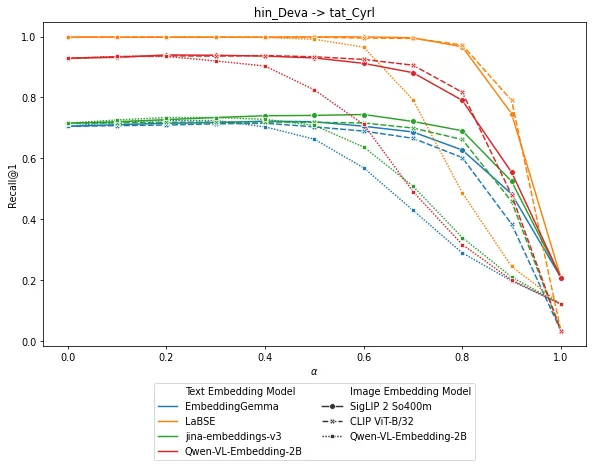 hin_Deva -> tat_Cyrl
1.0
0.8
0.6
0.4
0.2
0.0
Recall@1
0.0 0.2 0.4 0.6 0.8 1.0
α
Text Embedding Model Image Embedding Model
EmbeddingGemma SigLIP 2 So400m
LaBSE CLIP ViT-B/32
jina-embeddings-v3 Qwen-VL-Embedding-2B
Qwen-VL-Embedding-2B